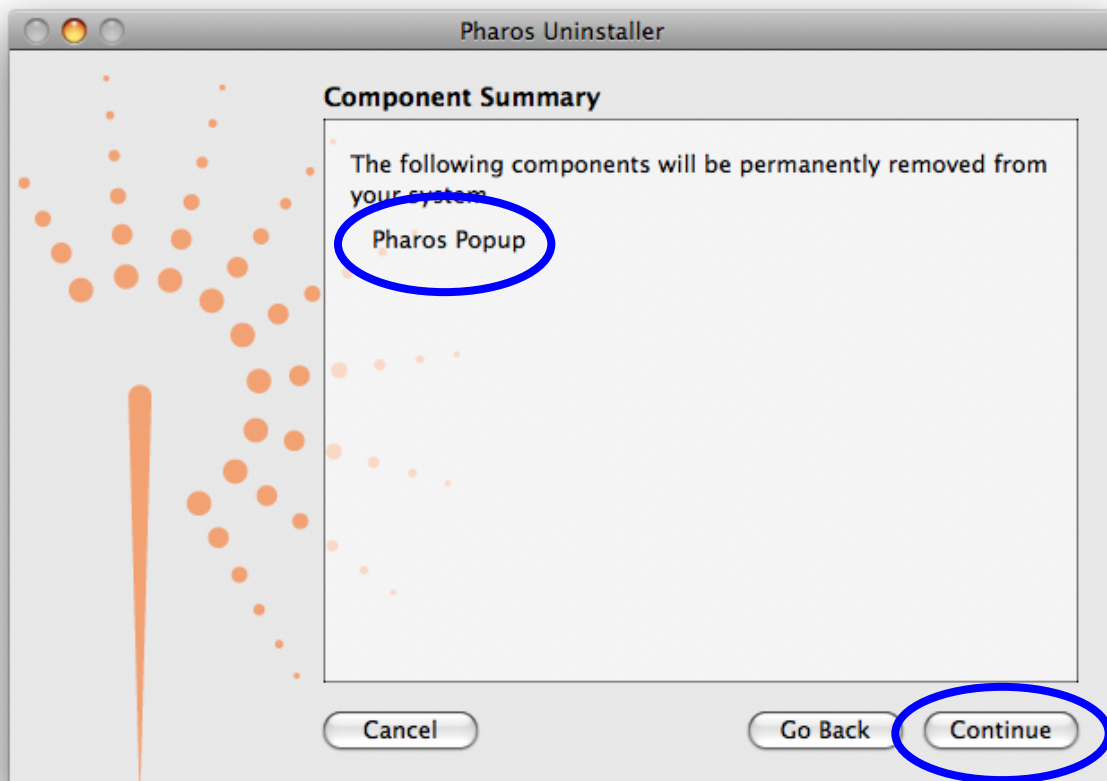 Pharos Uninstaller
Component Summary
The following components will be permanently removed from
your system
Pharos Popup
Cancel
Go Back
Continue